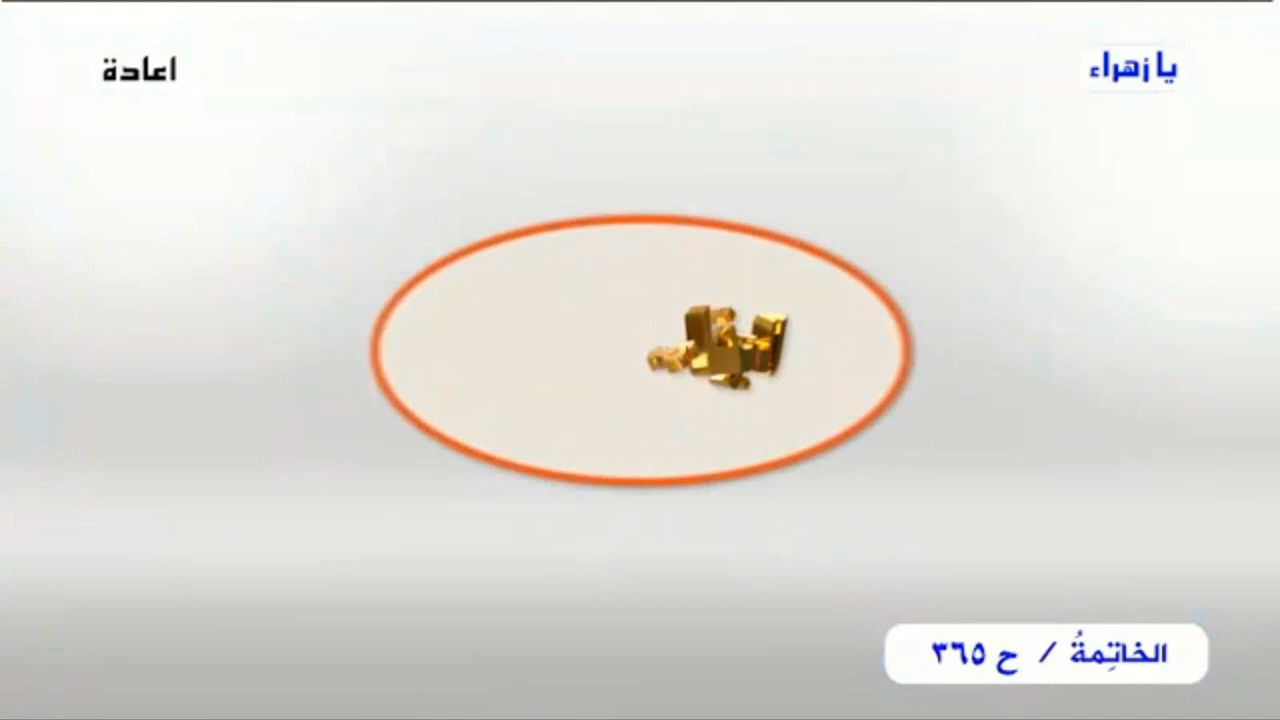 يا زهراء
اعادة
الخاتِمةُ / ح ٣٦٥